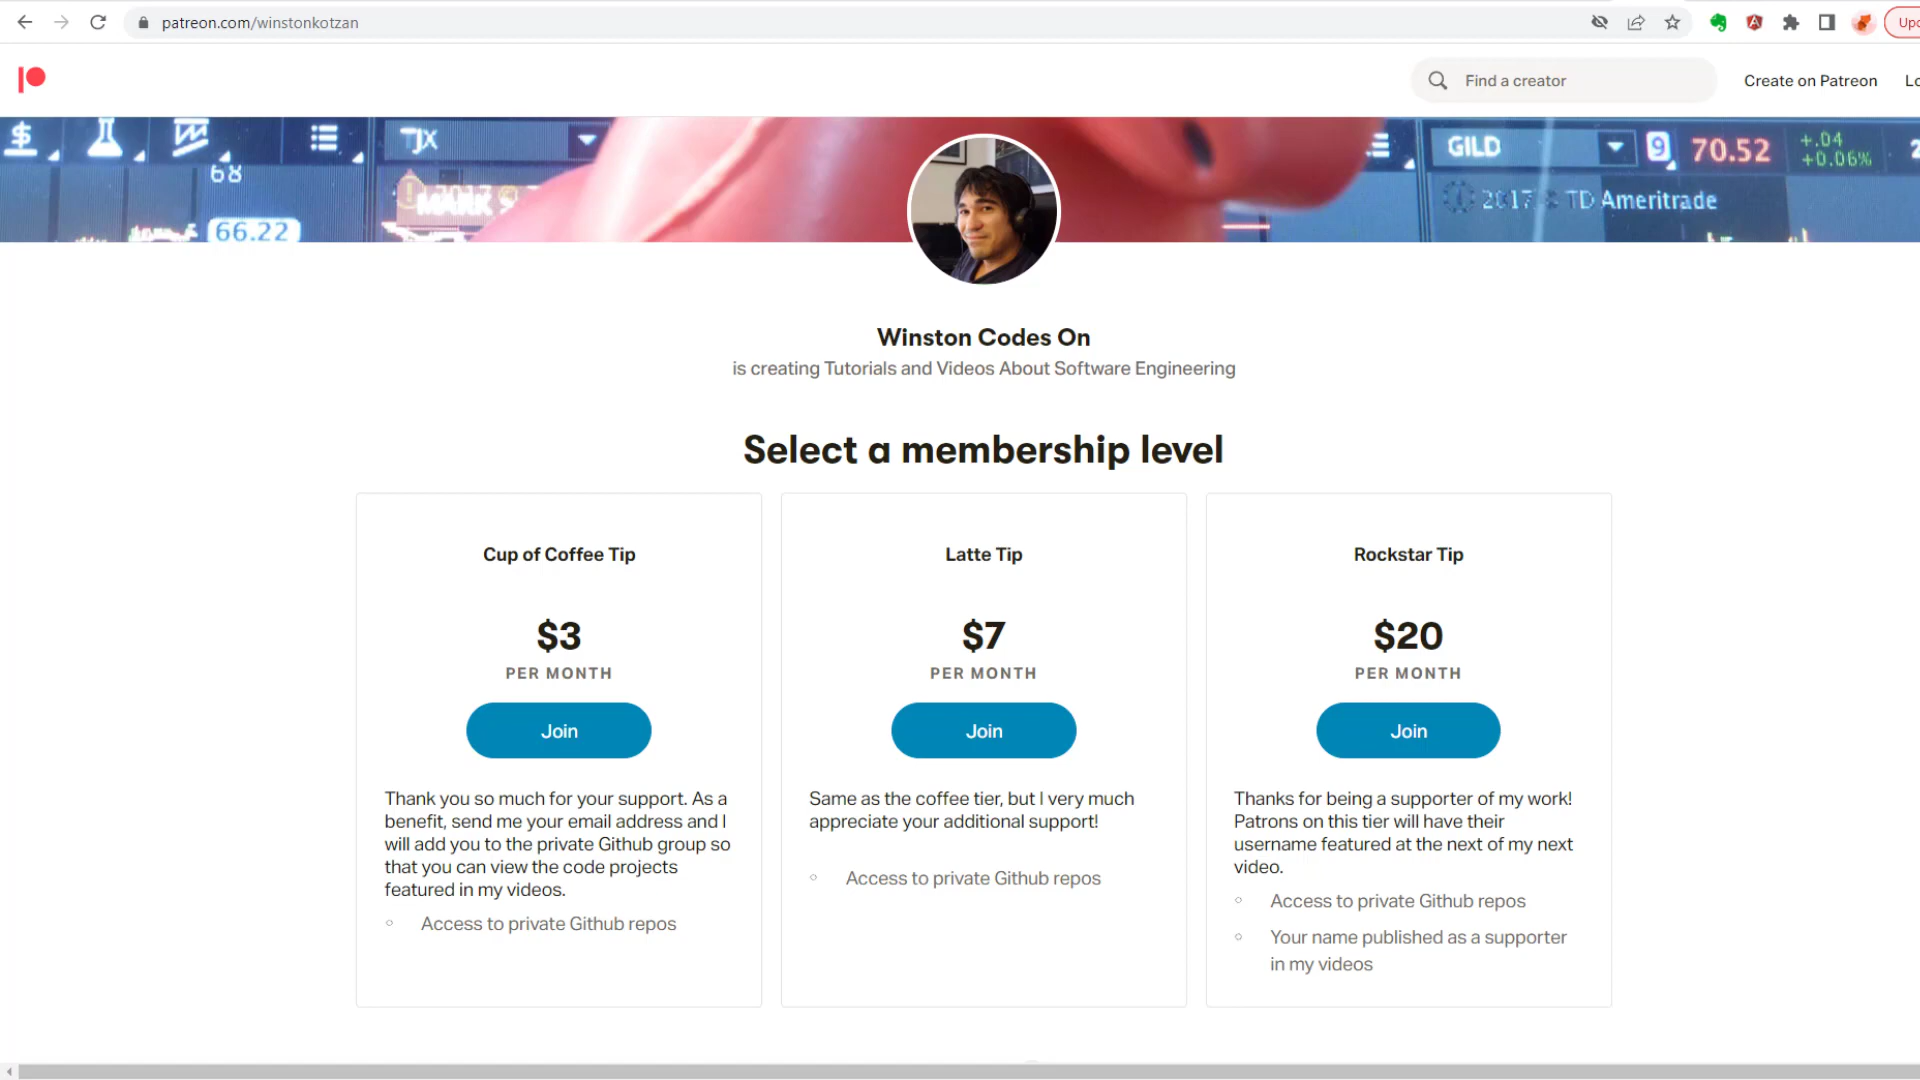 patreon.com/winstonkotzan
Find a creator
Create on Patreon
TJX
GILD
9
70.52
+.04
+0.06%
68
MARK
2017 TD Ameritrade
66.22
Winston Codes On
is creating Tutorials and Videos About Software Engineering
Select a membership level
Cup of Coffee Tip
$3
PER MONTH
Join
Thank you so much for your support. As a
benefit, send me your email address and I
will add you to the private Github group so
that you can view the code projects
featured in my videos.
Access to private Github repos
Latte Tip
$7
PER MONTH
Join
Same as the coffee tier, but I very much
appreciate your additional support!
Access to private Github repos
Rockstar Tip
$20
PER MONTH
Join
Thanks for being a supporter of my work!
Patrons on this tier will have their
username featured at the next of my next
video.
Access to private Github repos
Your name published as a supporter
in my videos